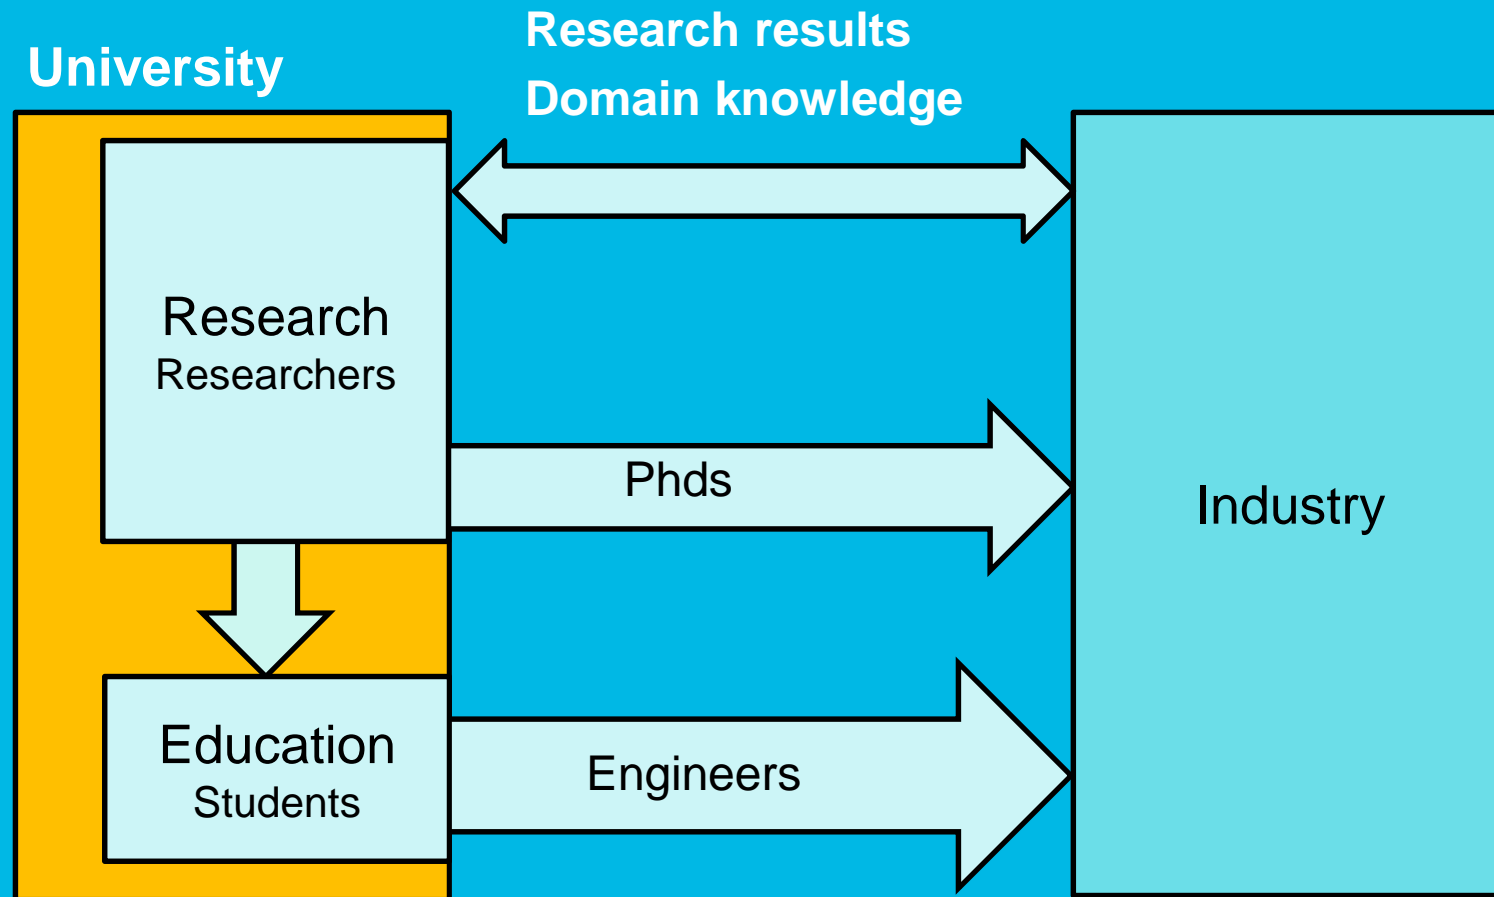 University
Research results
Domain knowledge
Research
Researchers
Phds
Industry
Education
Students
Engineers